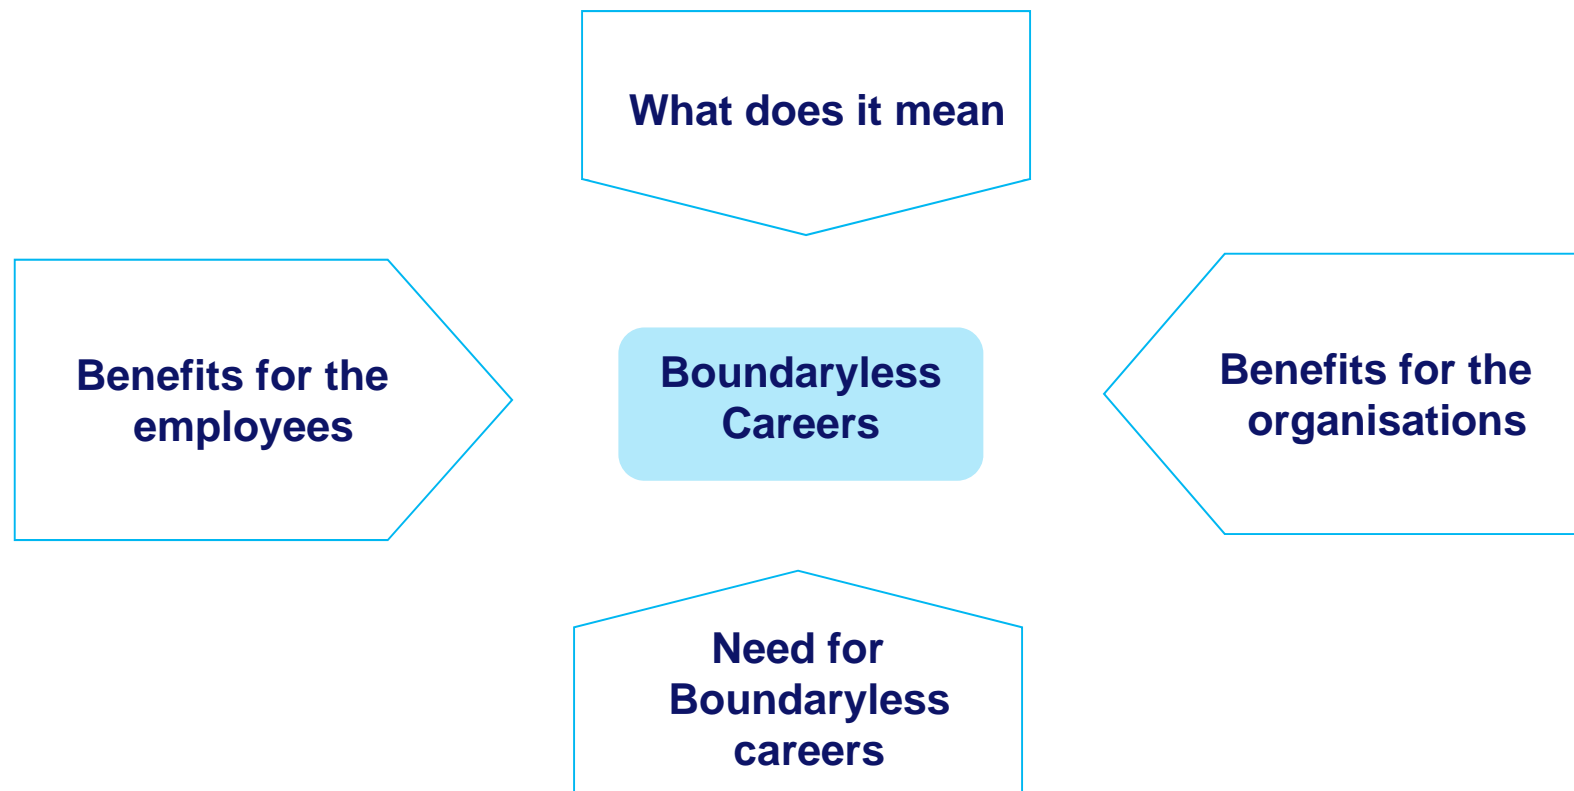 What does it mean
Benefits for the
employees
Boundaryless
Careers
Benefits for the
organisations
Need for
Boundaryless
careers